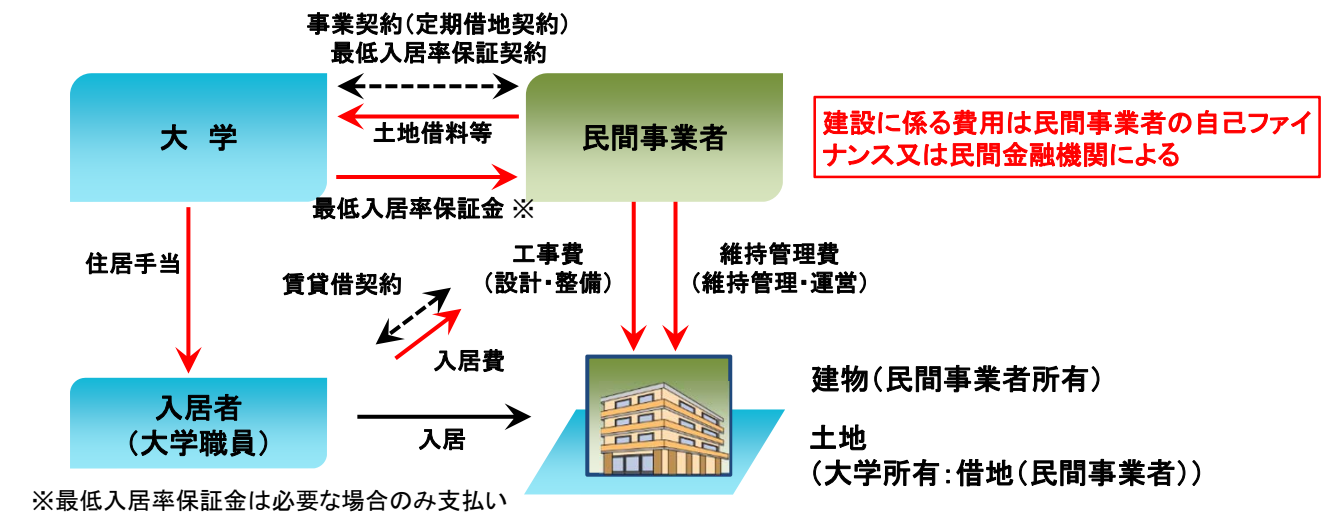 事業契約(定期借地契約)
最低入居率保証契約
大 学
土地借料等
民間事業者
建設に係る費用は民間事業者の自己ファイ
ナンス又は民間金融機関による
最低入居率保証金 ※
住居手当
工事費
(設計・整備)
維持管理費
(維持管理・運営)
賃貸借契約
入居費
入居者
(大学職員)
入居
建物(民間事業者所有)
土地
(大学所有:借地(民間事業者))
※最低入居率保証金は必要な場合のみ支払い